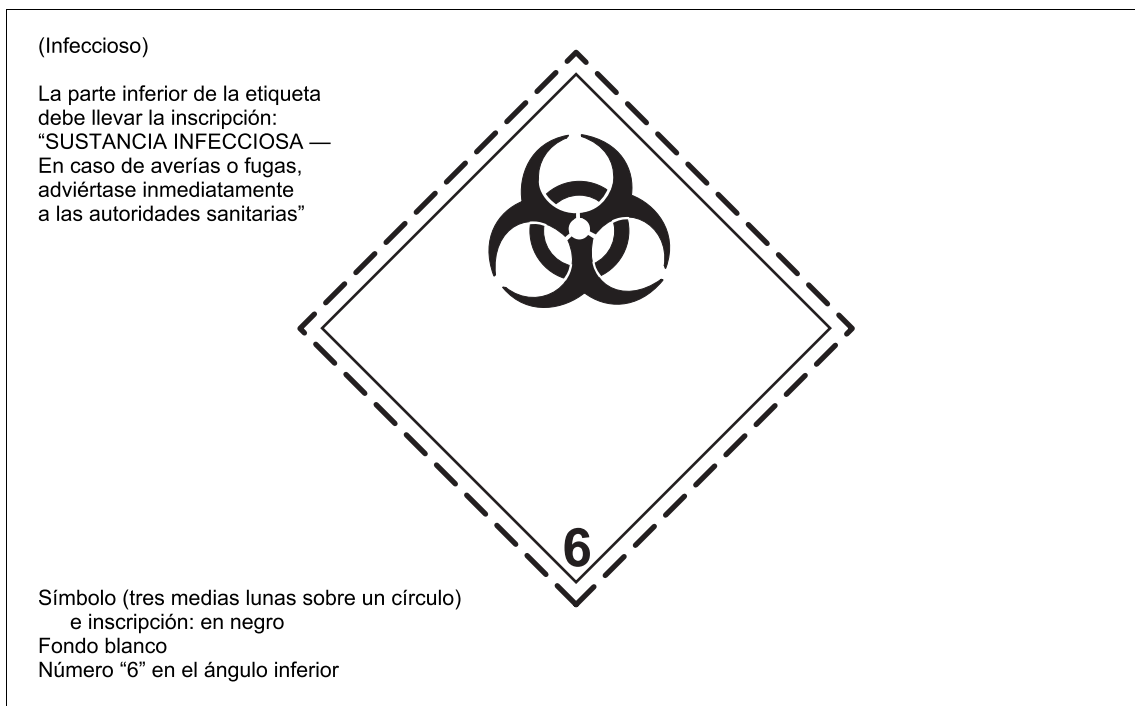 (Infeccioso)
La parte inferior de la etiqueta
debe llevar la inscripción:
“SUSTANCIA INFECCIOSA —
En caso de averías o fugas,
adviértase inmediatamente
a las autoridades sanitarias”
6
Símbolo (tres medias lunas sobre un círculo)
e inscripción: en negro
Fondo blanco
Número “6” en el ángulo inferior